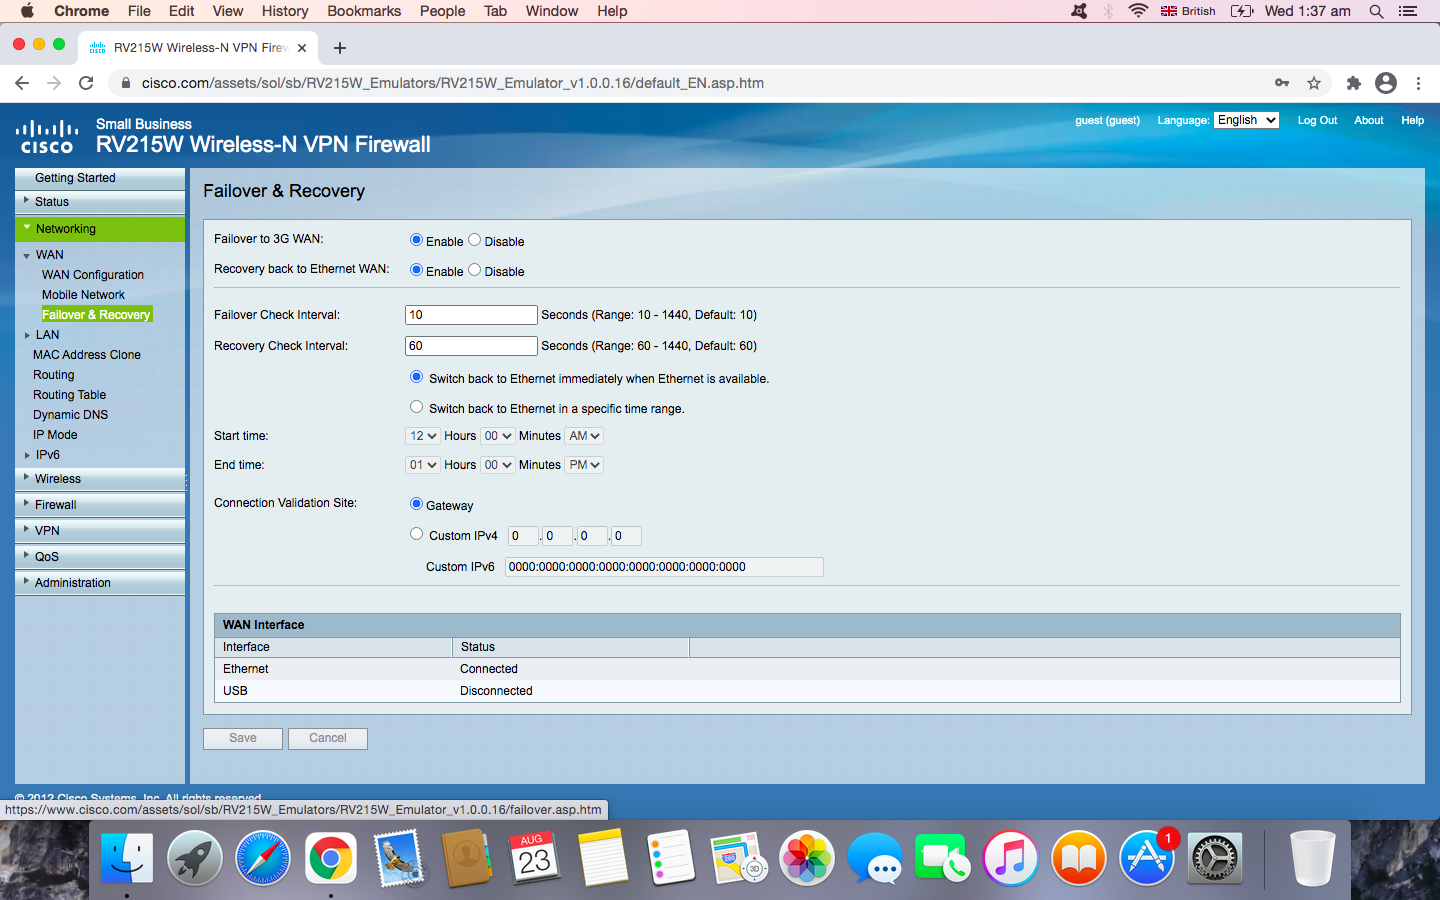 Chrome File Edit View History Bookmarks People Tab Window Help British Wed 1:37 am
RV215W Wireless-N VPN Firew
cisco.com/assets/sol/sb/RV215W_Emulators/RV215W_Emulator_v1.0.0.16/default_EN.asp.htm
cisco
Small Business
RV215W Wireless-N VPN Firewall
guest (guest) Language: English Log Out About Help
Getting Started
Status
Networking
WAN
WAN Configuration
Mobile Network
Failover & Recovery
LAN
MAC Address Clone
Routing
Routing Table
Dynamic DNS
IP Mode
IPv6
Wireless
Firewall
VPN
QoS
Administration
Failover & Recovery
Failover to 3G WAN: Enable Disable
Recovery back to Ethernet WAN: Enable Disable
Failover Check Interval: 10 Seconds (Range: 10 - 1440, Default: 10)
Recovery Check Interval: 60 Seconds (Range: 60 - 1440, Default: 60)
Switch back to Ethernet immediately when Ethernet is available.
Switch back to Ethernet in a specific time range.
Start time: 12 Hours 00 Minutes AM
End time: 01 Hours 00 Minutes PM
Connection Validation Site: Gateway
Custom IPv4 0 . 0 . 0 . 0
Custom IPv6 0000:0000:0000:0000:0000:0000:0000:0000
WAN Interface
Interface Status
Ethernet Connected
USB Disconnected
Save Cancel
© 2012 Cisco Systems, Inc. All rights reserved.
https://www.cisco.com/assets/sol/sb/RV215W_Emulators/RV215W_Emulator_v1.0.0.16/failover.asp.htm
AUG
23
280
3D
1